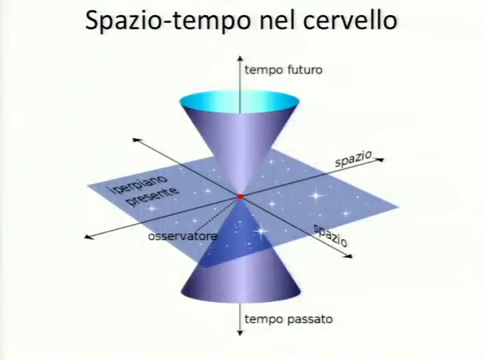 Spazio-tempo nel cervello
tempo futuro
spazio
iperpiano
presente
osservatore
spazio
tempo passato